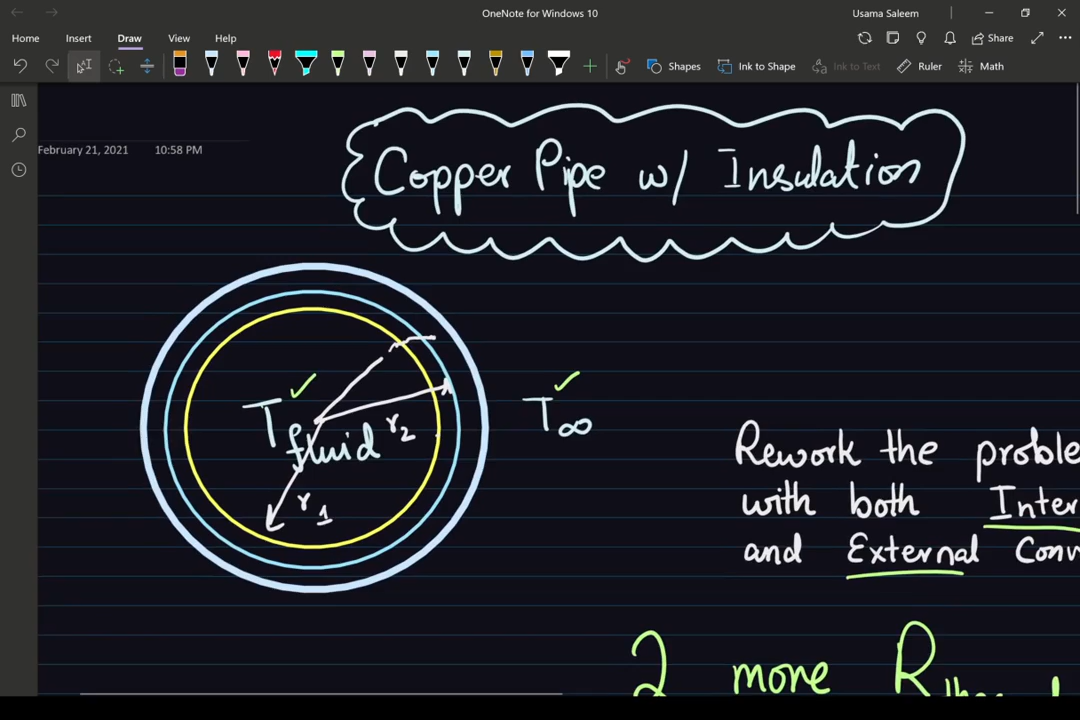 OneNote for Windows 10
Usama Saleem
Home Insert Draw View Help
Share
Shapes Ink to Shape Ink to Text Ruler Math
February 21, 2021 10:58 PM
Copper Pipe w/ Insulation
T fluid
T∞
r2
r1
Rework the proble
with both Inter
and External Conv
2 more R